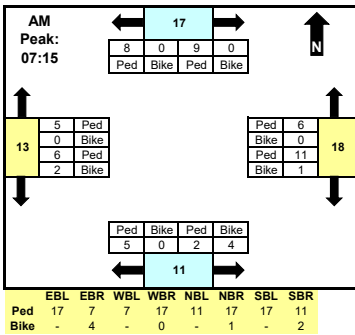 AM
Peak:
07:15
17
N
8 0 9 0
Ped Bike Ped Bike
13
5 Ped
0 Bike
6 Ped
2 Bike
Ped 6
Bike 0
Ped 11
Bike 1
18
Ped Bike Ped Bike
5 0 2 4
11
EBL EBR WBL WBR NBL NBR SBL SBR
Ped 17 7 7 17 11 17 17 11
Bike - 4 - 0 - 1 - 2